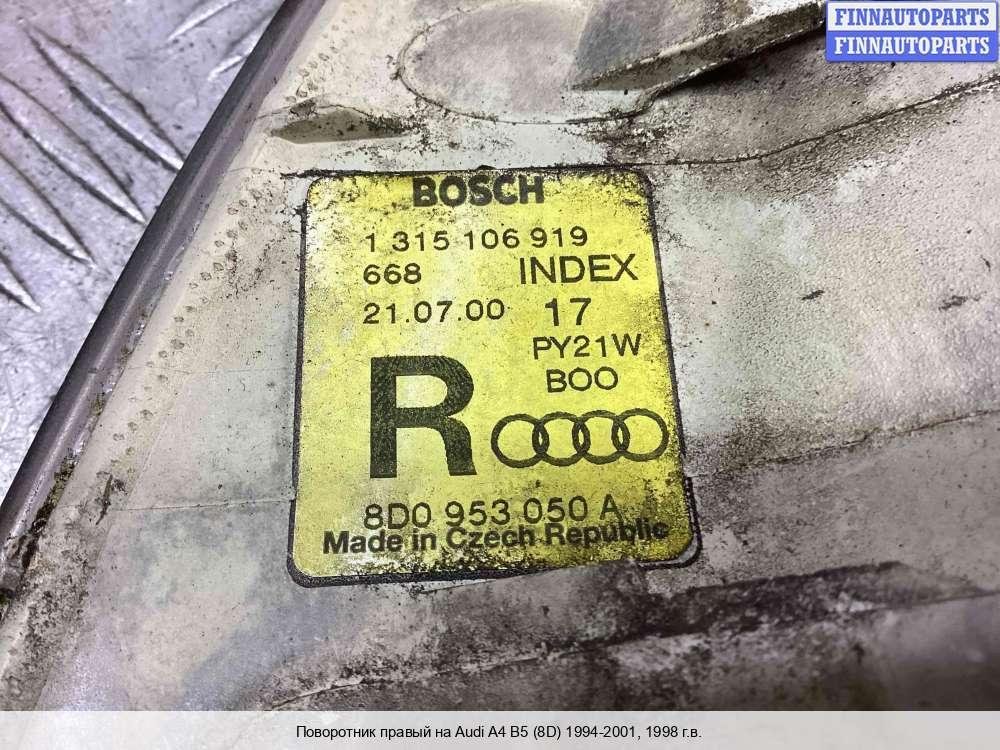 FINNAUTOPARTS
FINNAUTOPARTS
BOSCH
1 315 106 919
668 INDEX
21.07.00 17
PY21W
BOO
R
8D0 953 050 A
Made in Czech Republic
Поворотник правый на Audi A4 B5 (8D) 1994-2001, 1998 г.в.